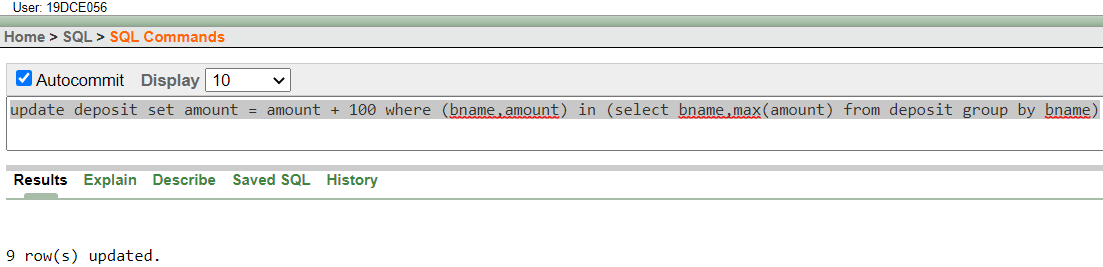 User: 19DCE056
Home > SQL > SQL Commands
Autocommit Display 10
update deposit set amount = amount + 100 where (bname,amount) in (select bname,max(amount) from deposit group by bname)
Results Explain Describe Saved SQL History
9 row(s) updated.